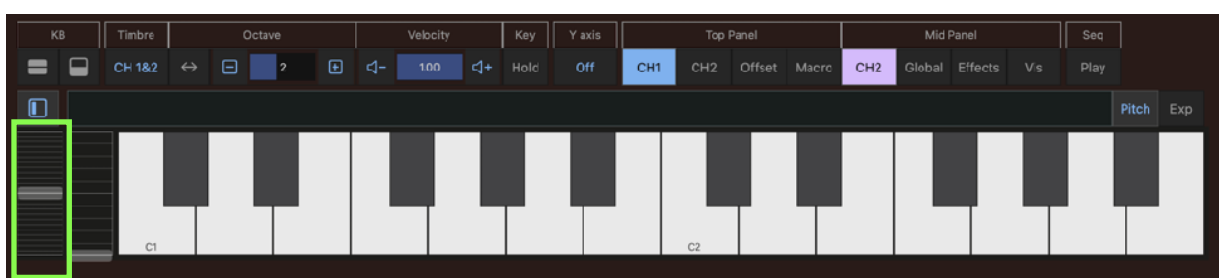 KB Timbre Octave Velocity Key Y axis Top Panel Mid Panel Seq
CH 1&2 2 100 Hold Off CH1 CH2 Offset Macro CH2 Global Effects Vis Play
Pitch Exp
C1 C2